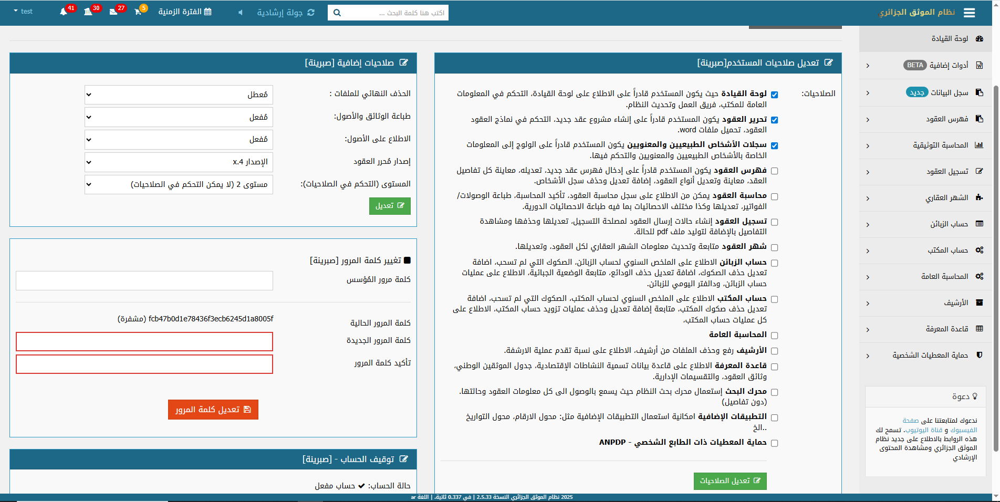 نظام الموثق الجزائري
اكتب هنا كلمة البحث ...
جولة إرشادية
الفترة الزمنية
5
27
30
41
test
لوحة القيادة
أدوات إضافية BETA
سجل البيانات جديد
فهرس العقود
المحاسبة التوثيقية
تسجيل العقود
الشهر العقاري
حساب الزبائن
حساب المكتب
المحاسبة العامة
الأرشيف
قاعدة المعرفة
حماية المعطيات الشخصية
دعوة
ندعوك لمتابعتنا على صفحة
الفيسبوك و قناة اليوتيوب. تسمح لك
هذه الروابط بالاطلاع على جديد نظام
الموثق الجزائري ومشاهدة المحتوى
الإرشادي
تعديل صلاحيات المستخدم[صبرينة]
الصلاحيات:
لوحة القيادة حيث يكون المستخدم قادراً على الاطلاع على لوحة القيادة، التحكم في المعلومات
العامة للمكتب، فريق العمل وتحديث النظام.
تحرير العقود يكون المستخدم قادراً على إنشاء مشروع عقد جديد، التحكم في نماذج العقود
العقود، تحميل ملفات word.
سجلات الأشخاص الطبيعيين والمعنويين يكون المستخدم قادراً على الولوج إلى المعلومات
الخاصة بالأشخاص الطبيعيين والمعنويين والتحكم فيها.
فهرس العقود يكون المستخدم قادراً على إدخال فهرس عقد جديد، تعديله، معاينة كل تفاصيل
العقد، معاينة وتعديل أنواع العقود، إضافة تعديل وحذف سجل الأشخاص.
محاسبة العقود يمكن من الاطلاع على سجل محاسبة العقود، تأكيد المحاسبة، طباعة الوصولات/
الفواتير، تعديلها وكذا مختلف الاحصائيات بما فيه طباعة الاحصائيات الدورية.
تسجيل العقود إنشاء حالات إرسال العقود لمصلحة التسجيل، تعديلها وحذفها ومشاهدة
التفاصيل بالإضافة لتوليد ملف pdf للحالة.
شهر العقود متابعة وتحديث معلومات الشهر العقاري لكل العقود، وتعديلها.
حساب الزبائن الاطلاع على الملخص السنوي لحساب الزبائن، الصكوك التي لم تسحب، اضافة
تعديل حذف الصكوك، اضافة تعديل حذف الودائع، متابعة الوضعية الجبائية، الاطلاع على عمليات
حساب الزبائن، ودالفتر اليومي للزبائن.
حساب المكتب الاطلاع على الملخص السنوي لحساب المكتب، الصكوك التي لم تسحب، اضافة
تعديل حذف صكوك المكتب، متابعة إضافة تعديل وحذف عمليات تزويد حساب المكتب، الاطلاع على
كل عمليات حساب المكتب،
المحاسبة العامة
الأرشيف رفع وحذف الملفات من أرشيف، الاطلاع على نسبة تقدم عملية الارشفة.
قاعدة المعرفة الاطلاع على قاعدة بيانات تسمية النشاطات الإقتصادية، جدول الموثقين الوطني،
وثائق العقود، والتقسيمات الإدارية.
محرك البحث إستعمال محرك بحث النظام حيث يسمع بالوصول الى كل معلومات العقود وحالتها.
(دون تفاصيل)
التطبيقات الإضافية امكانية استعمال التطبيقات الإضافية مثل: محول الارقام، محول التواريخ
..الخ
حماية المعطيات ذات الطابع الشخصي - ANPDP
تعديل الصلاحيات
صلاحيات إضافية [صبرينة]
الحذف النهائي للملفات : مُعطل
طباعة الوثائق والأصول: مُفعل
الاطلاع على الأصول: مُفعل
إصدار مُحرر العقود الإصدار 4.x
المستوى (التحكم في الصلاحيات): مستوى 2 (لا يمكن التحكم في الصلاحيات)
تعديل
تغيير كلمة المرور [صبرينة]
كلمة مرور المُؤسس
كلمة المرور الحالية fcb47b0d1e78436f3ecb6245d1a8005f (مشفرة)
كلمة المرور الجديدة
تأكيد كلمة المرور
تعديل كلمة المرور
توقيف الحساب - [صبرينة]
حالة الحساب: حساب مفعل
2025 نظام الموثق الجزائري النسخة 2.5.33 | في 0.337 ثانية. | اللغة ar